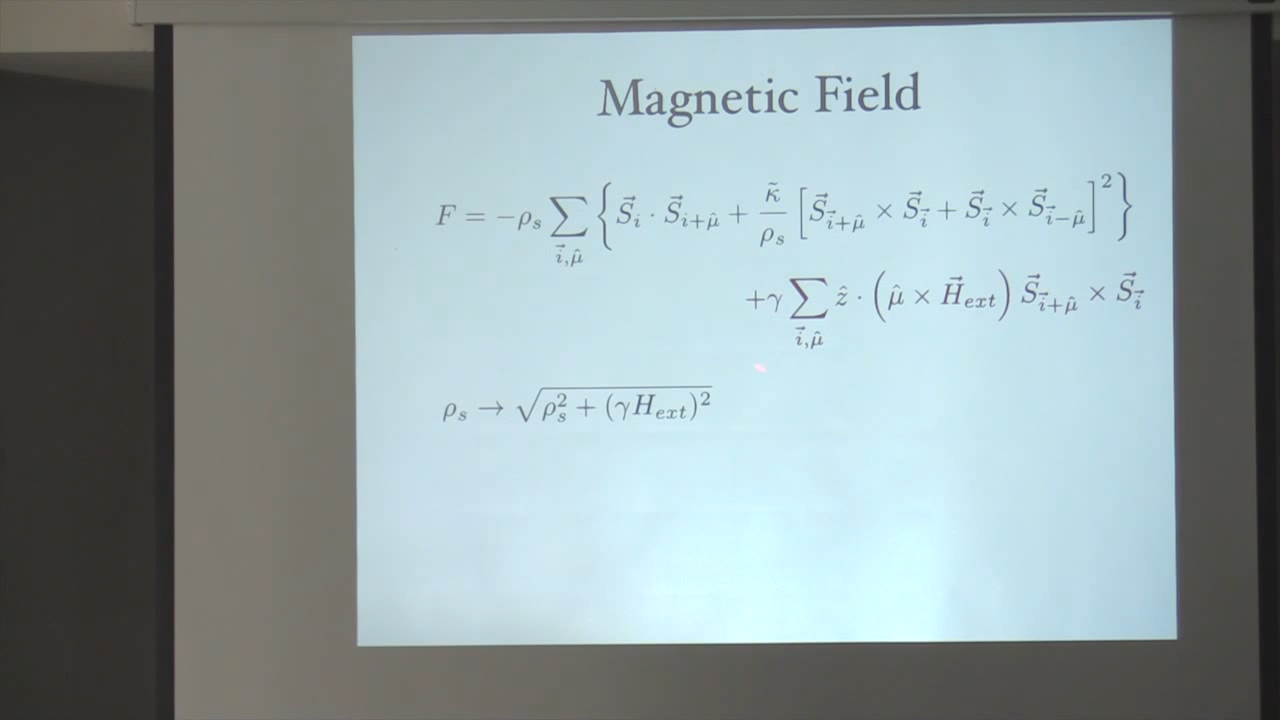 Magnetic Field
$F = -\rho_s \sum_{\vec{i},\hat{\mu}} \left\{ \vec{S}_i \cdot \vec{S}_{i+\hat{\mu}} + \frac{\tilde{\kappa}}{\rho_s} \left[ \vec{S}_{\vec{i}+\hat{\mu}} \times \vec{S}_{\vec{i}} + \vec{S}_{\vec{i}} \times \vec{S}_{\vec{i}-\hat{\mu}} \right]^2 \right\}$
$+\gamma \sum_{\vec{i},\hat{\mu}} \hat{z} \cdot \left( \hat{\mu} \times \vec{H}_{ext} \right) \vec{S}_{\vec{i}+\hat{\mu}} \times \vec{S}_{\vec{i}}$
$\rho_s \rightarrow \sqrt{\rho_s^2 + (\gamma H_{ext})^2}$